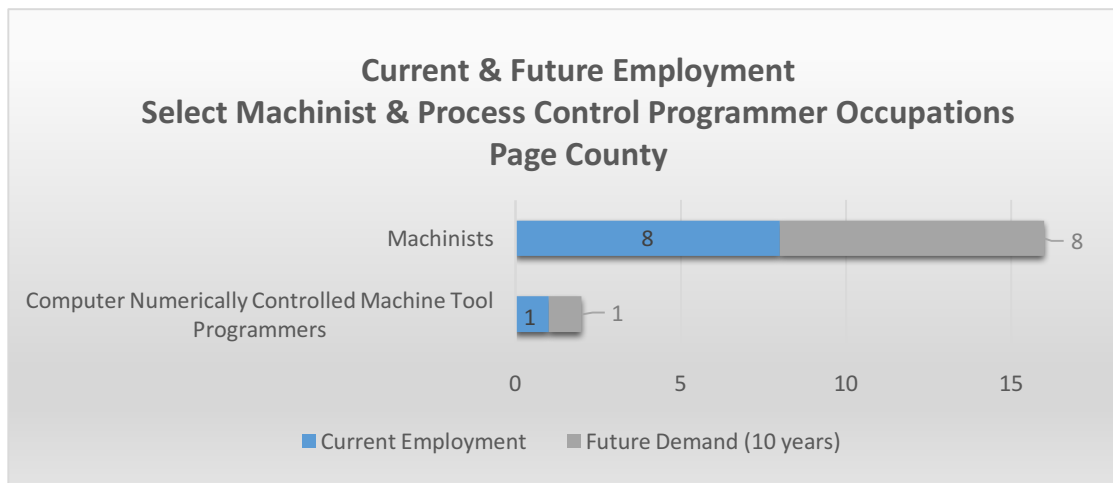 Current & Future Employment
Select Machinist & Process Control Programmer Occupations
Page County
Machinists
8
8
Computer Numerically Controlled Machine Tool
Programmers
1
1
0 5 10 15
Current Employment Future Demand (10 years)